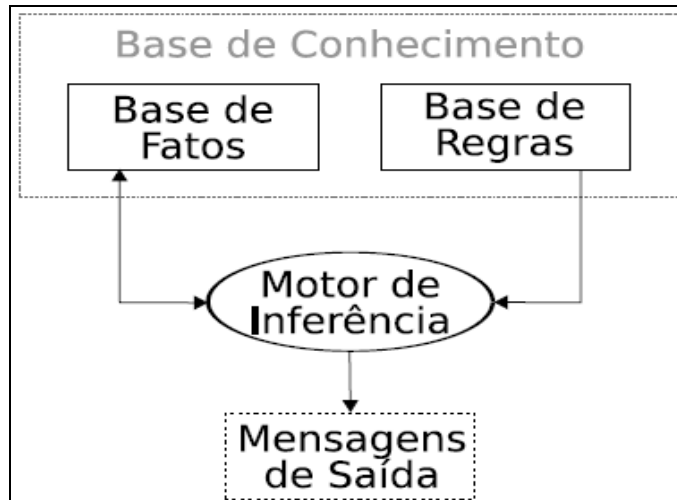 Base de Conhecimento
Base de
Fatos
Base de
Regras
Motor de
Inferência
Mensagens
de Saída